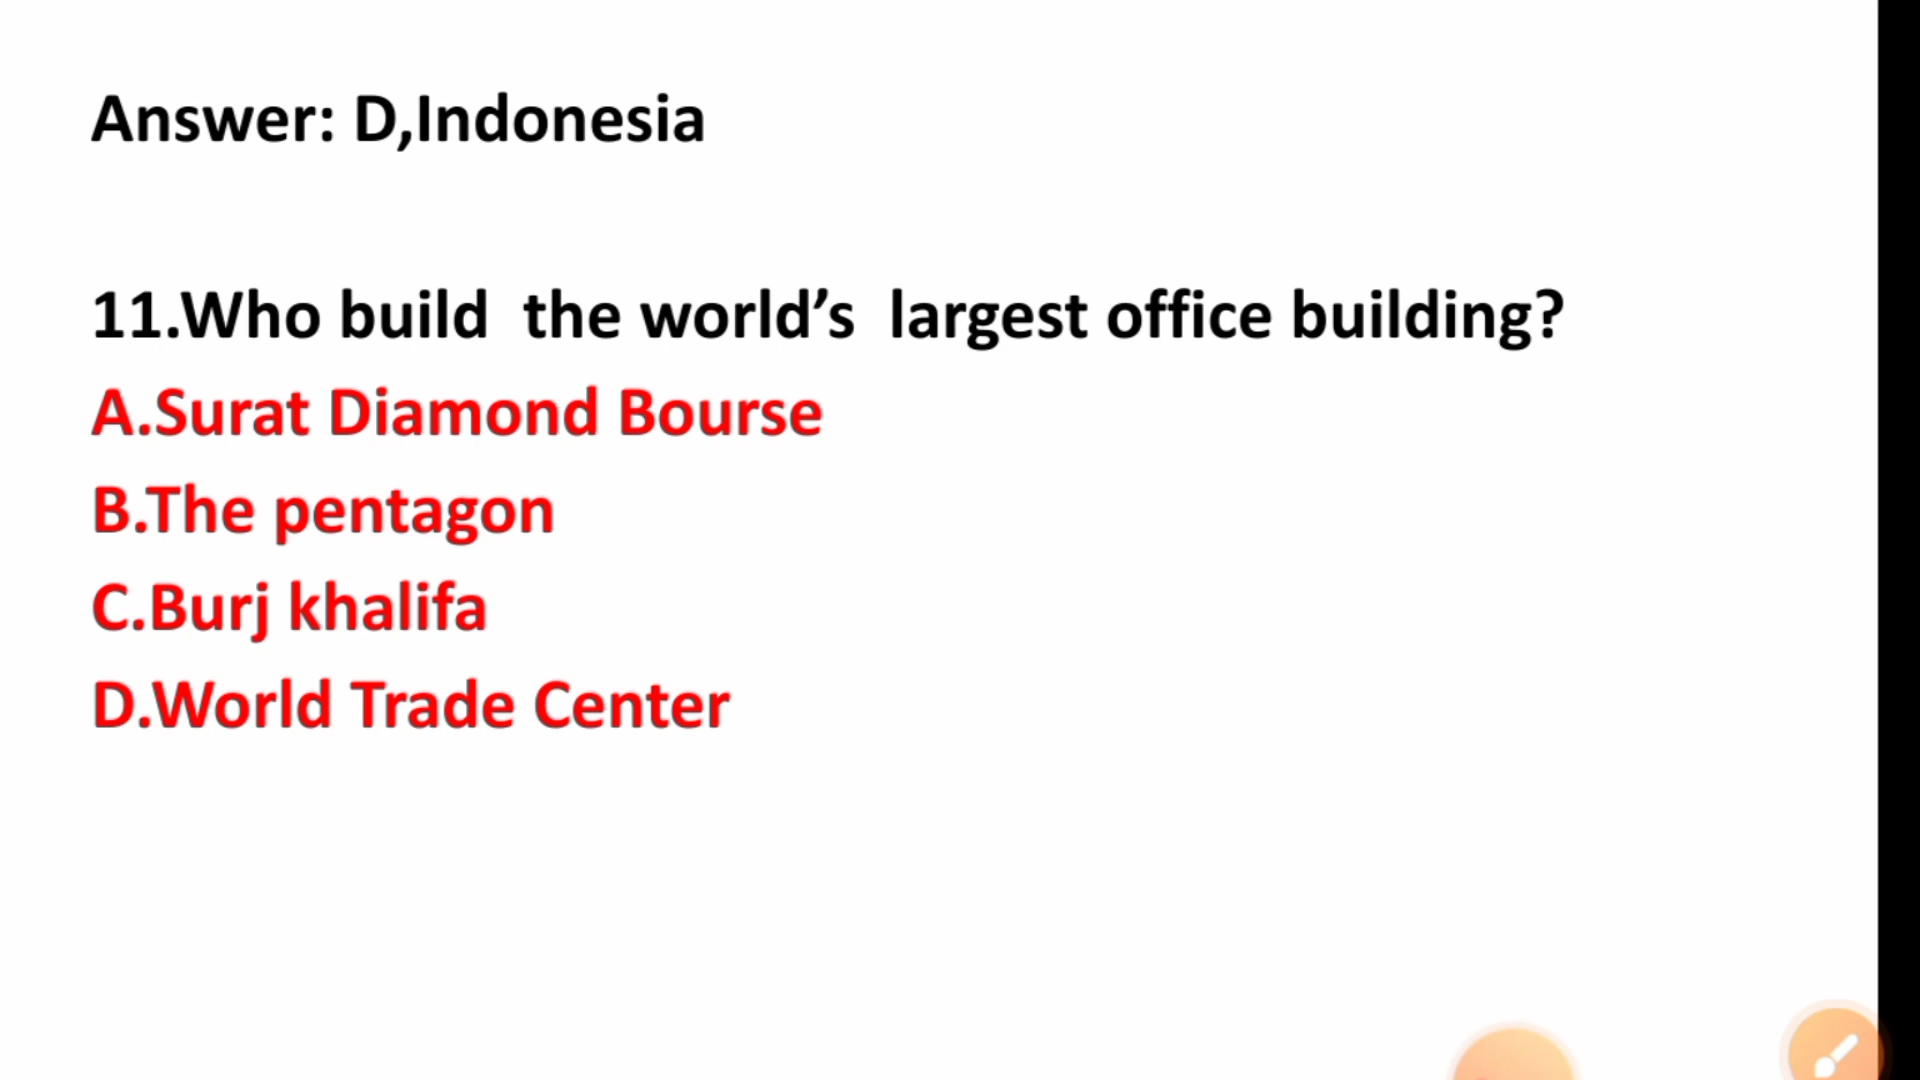 Answer: D,Indonesia
11.Who build  the world’s  largest office building?
A.Surat Diamond Bourse
B.The pentagon
C.Burj khalifa
D.World Trade Center